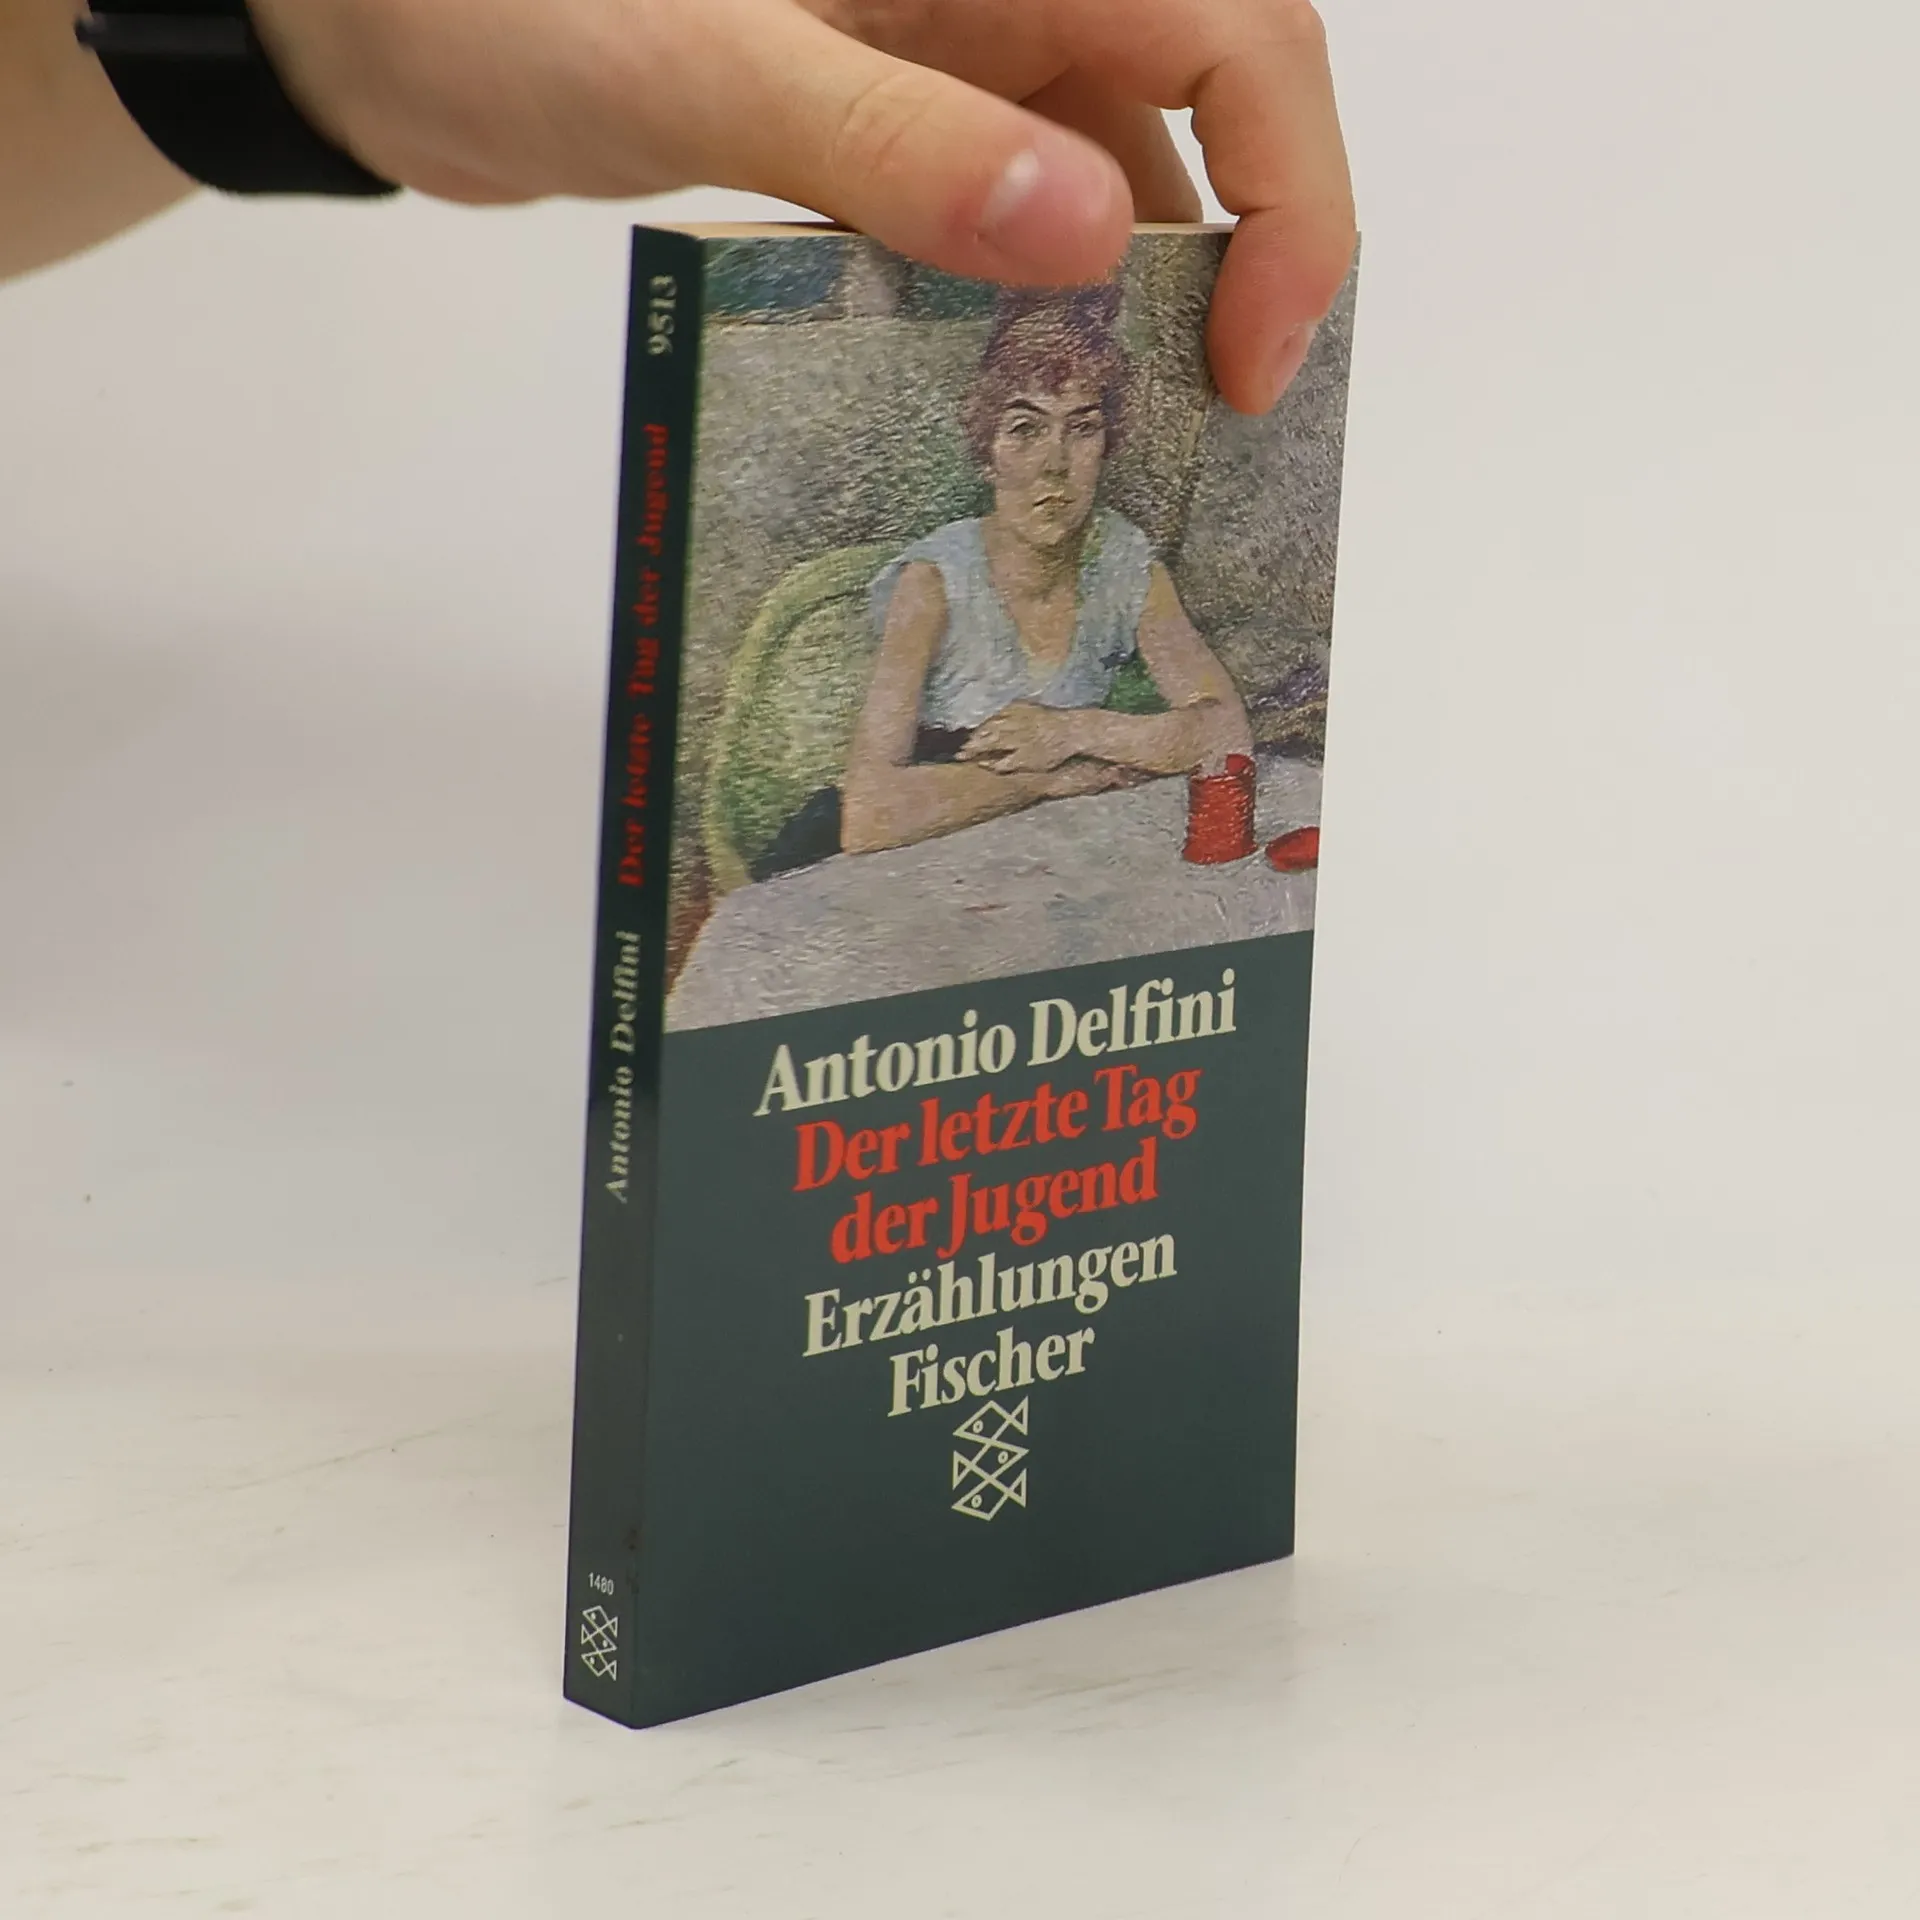 9513
Der letzte Tag der Jugend
Antonio Delfini
1480
Antonio Delfini
Der letzte Tag
der Jugend
Erzählungen
Fischer